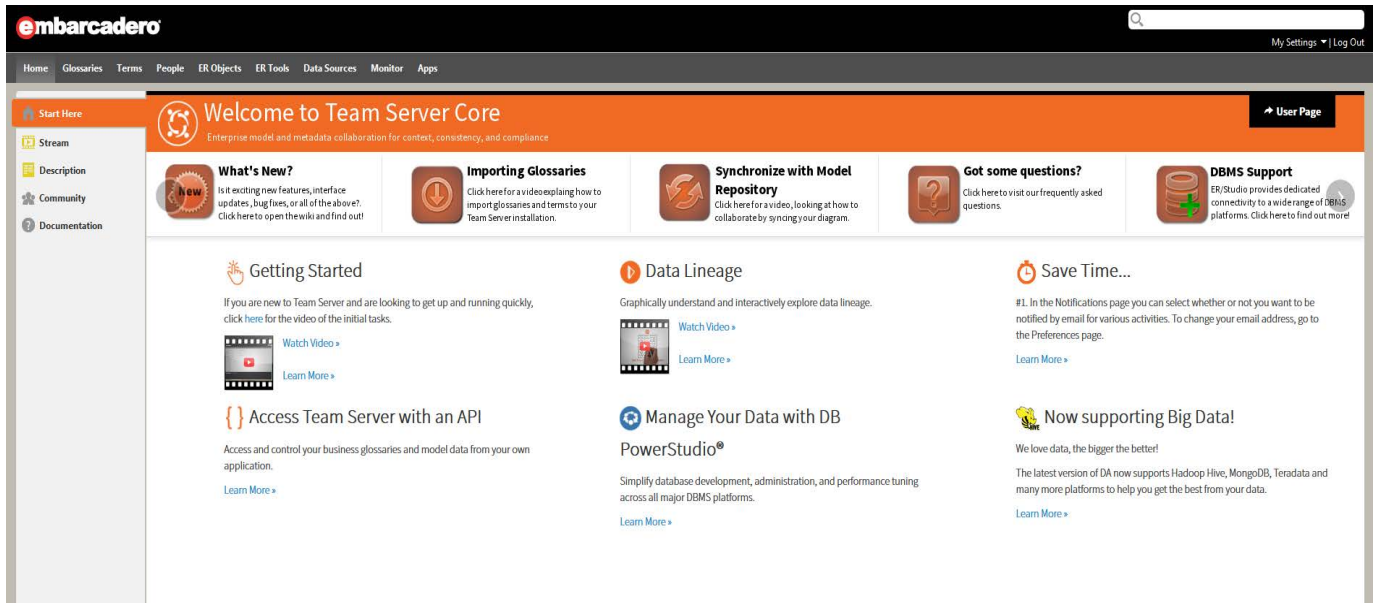 embarcadero
My Settings | Log Out
Home Glossaries Terms People ER Objects ER Tools Data Sources Monitor Apps
Start Here
Stream
Description
Community
Documentation
Welcome to Team Server Core
Enterprise model and metadata collaboration for context, consistency, and compliance
User Page
New
What's New?
Is it exciting new features, interface
updates, bug fixes, or all of the above?.
Click here to open the wiki and find out!
Importing Glossaries
Click here for a video explaing how to
import glossaries and terms to your
Team Server installation.
Synchronize with Model
Repository
Click here for a video, looking at how to
collaborate by syncing your diagram.
Got some questions?
Click here to visit our frequently asked
questions.
DBMS Support
ER/Studio provides dedicated
connectivity to a wide range of DBMS
platforms. Click here to find out more!
Getting Started
If you are new to Team Server and are looking to get up and running quickly,
click here for the video of the initial tasks.
Watch Video »
Learn More »
Data Lineage
Graphically understand and interactively explore data lineage.
Watch Video »
Learn More »
Save Time...
#1. In the Notifications page you can select whether or not you want to be
notified by email for various activities. To change your email address, go to
the Preferences page.
Learn More »
{ } Access Team Server with an API
Access and control your business glossaries and model data from your own
application.
Learn More »
Manage Your Data with DB
PowerStudio®
Simplify database development, administration, and performance tuning
across all major DBMS platforms.
Learn More »
HIVE
Now supporting Big Data!
We love data, the bigger the better!
The latest version of DA now supports Hadoop Hive, MongoDB, Teradata and
many more platforms to help you get the best from your data.
Learn More »